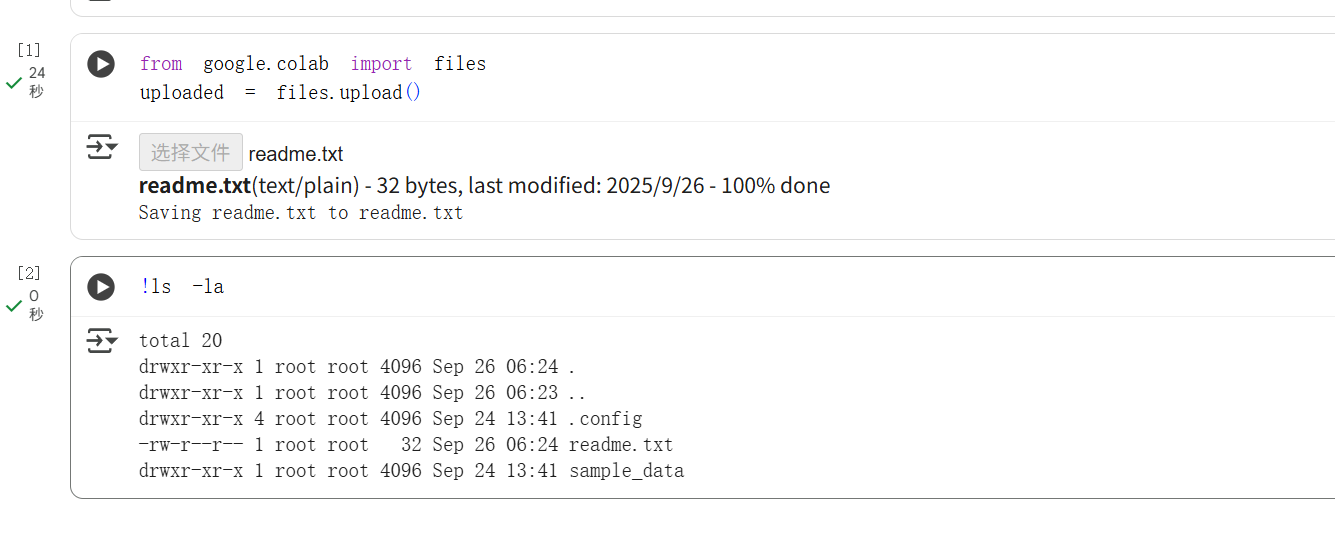 [1]
24
秒
from google.colab import files
uploaded = files.upload()
选择文件 readme.txt
readme.txt(text/plain) - 32 bytes, last modified: 2025/9/26 - 100% done
Saving readme.txt to readme.txt
[2]
0
秒
!ls -la
total 20
drwxr-xr-x 1 root root 4096 Sep 26 06:24 .
drwxr-xr-x 1 root root 4096 Sep 26 06:23 ..
drwxr-xr-x 4 root root 4096 Sep 24 13:41 .config
-rw-r--r-- 1 root root   32 Sep 26 06:24 readme.txt
drwxr-xr-x 1 root root 4096 Sep 24 13:41 sample_data